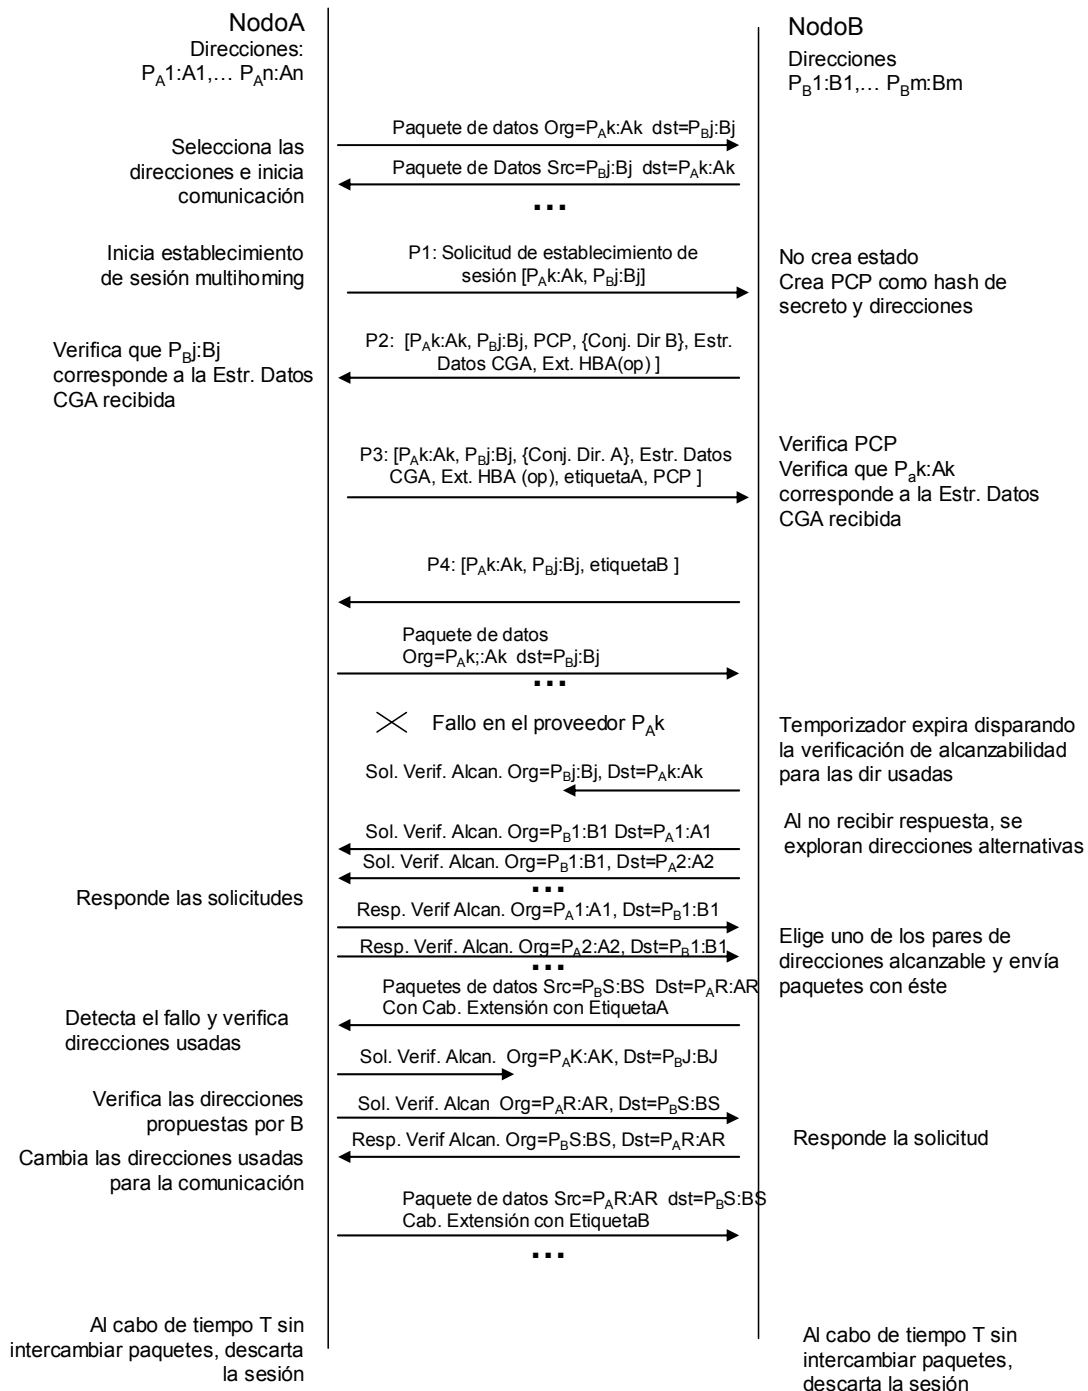 NodoA
Direcciones:
PA1:A1,… PAn:An
NodoB
Direcciones
PB1:B1,… PBm:Bm
Paquete de datos Org=PAk:Ak dst=PBj:Bj
Selecciona las
direcciones e inicia
comunicación
Paquete de Datos Src=PBj:Bj dst=PAk:Ak
...
Inicia establecimiento
de sesión multihoming
P1: Solicitud de establecimiento de
sesión [PAk:Ak, PBj:Bj]
No crea estado
Crea PCP como hash de
secreto y direcciones
P2: [PAk:Ak, PBj:Bj, PCP, {Conj. Dir B}, Estr.
Datos CGA, Ext. HBA(op) ]
Verifica que PBj:Bj
corresponde a la Estr. Datos
CGA recibida
P3: [PAk:Ak, PBj:Bj, {Conj. Dir. A}, Estr. Datos
CGA, Ext. HBA (op), etiquetaA, PCP ]
Verifica PCP
Verifica que Pak:Ak
corresponde a la Estr. Datos
CGA recibida
P4: [PAk:Ak, PBj:Bj, etiquetaB ]
Paquete de datos
Org=PAk;:Ak dst=PBj:Bj
...
Fallo en el proveedor PAk
Temporizador expira disparando
la verificación de alcanzabilidad
para las dir usadas
Sol. Verif. Alcan. Org=PBj:Bj, Dst=PAk:Ak
Al no recibir respuesta, se
exploran direcciones alternativas
Sol. Verif. Alcan. Org=PB1:B1 Dst=PA1:A1
Sol. Verif. Alcan. Org=PB1:B1, Dst=PA2:A2
...
Responde las solicitudes
Resp. Verif Alcan. Org=PA1:A1, Dst=PB1:B1
Resp. Verif. Alcan. Org=PA2:A2, Dst=PB1:B1
...
Elige uno de los pares de
direcciones alcanzable y envía
paquetes con éste
Paquetes de datos Src=PBS:BS Dst=PAR:AR
Con Cab. Extensión con EtiquetaA
Detecta el fallo y verifica
direcciones usadas
Sol. Verif. Alcan. Org=PAK:AK, Dst=PBJ:BJ
Verifica las direcciones
propuestas por B
Sol. Verif. Alcan Org=PAR:AR, Dst=PBS:BS
Resp. Verif Alcan. Org=PBS:BS, Dst=PAR:AR
Responde la solicitud
Cambia las direcciones usadas
para la comunicación
Paquete de datos Src=PAR:AR dst=PBS:BS
Cab. Extensión con EtiquetaB
...
Al cabo de tiempo T sin
intercambiar paquetes, descarta
la sesión
Al cabo de tiempo T sin
intercambiar paquetes,
descarta la sesión